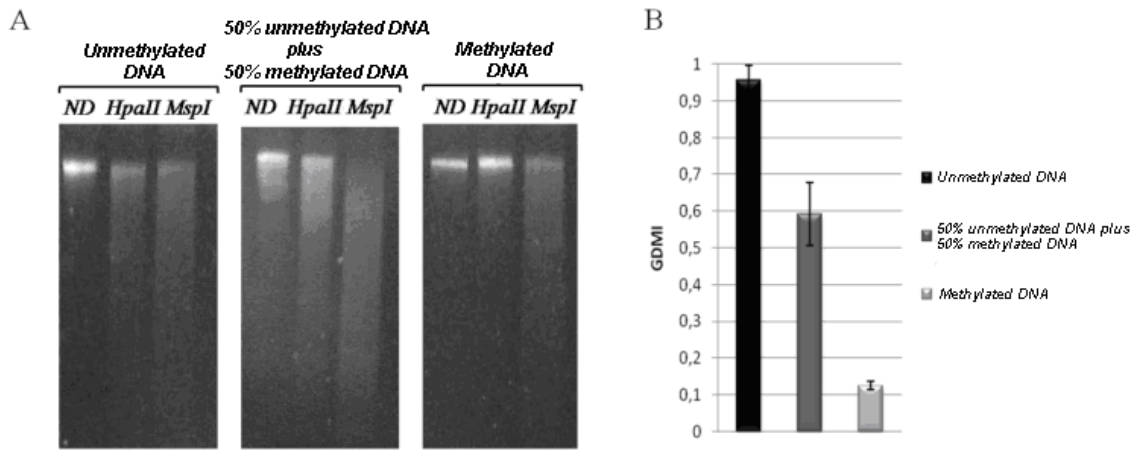 A
Unmethylated
DNA
50% unmethylated DNA
plus
50% methylated DNA
Methylated
DNA
ND HpaII MspI
ND HpaII MspI
ND HpaII MspI
B
GDMI
1
0,9
0,8
0,7
0,6
0,5
0,4
0,3
0,2
0,1
0
Unmethylated DNA
50% unmethylated DNA plus
50% methylated DNA
Methylated DNA